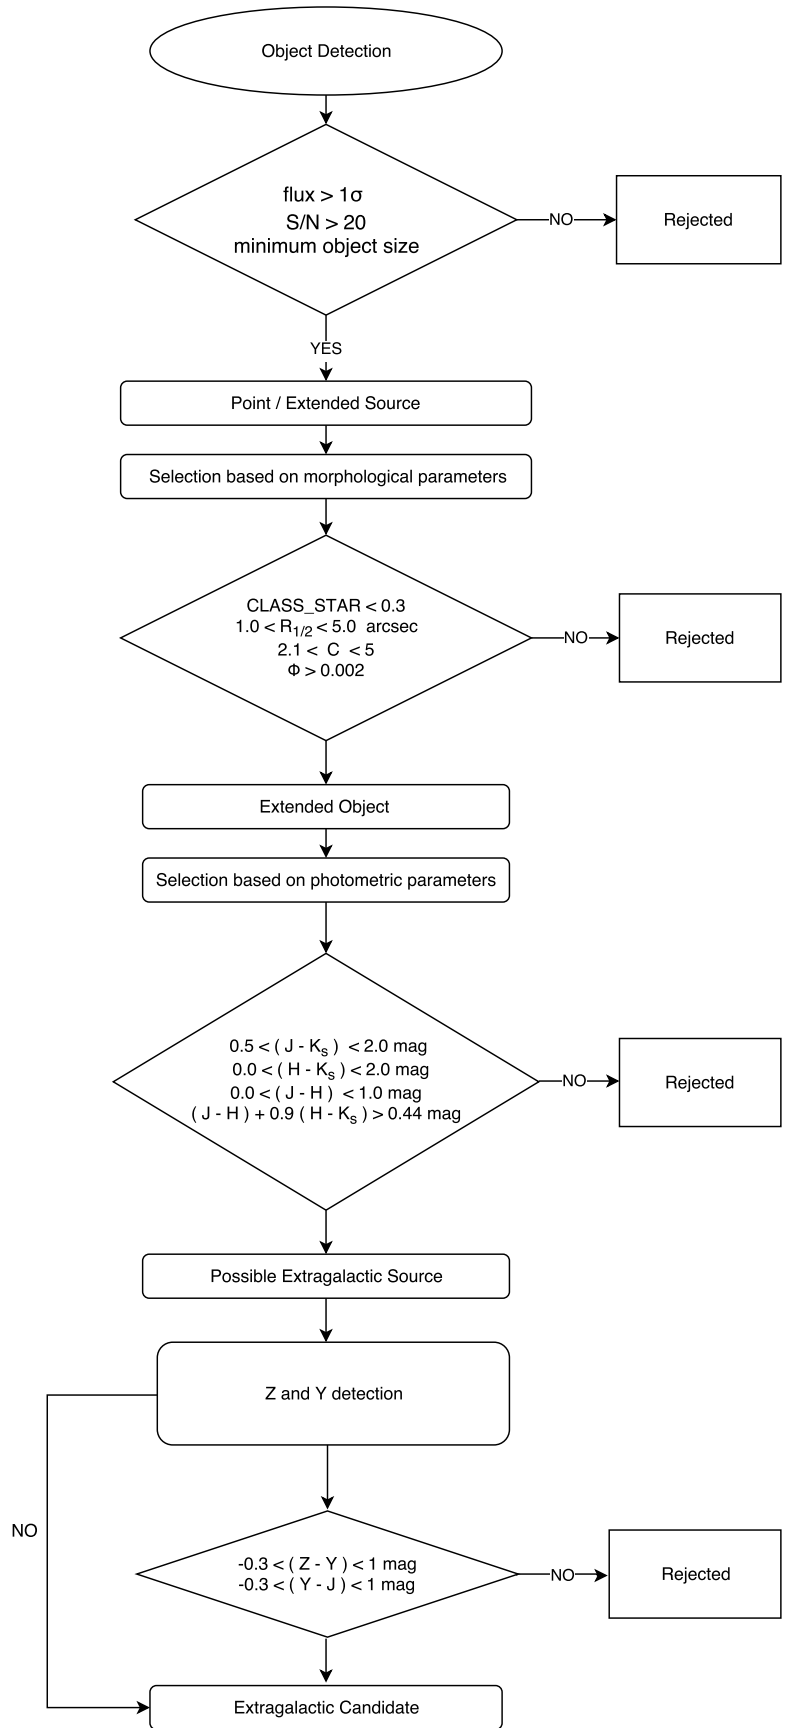 Object Detection
flux > 1σ
S/N > 20
minimum object size
NO
Rejected
YES
Point / Extended Source
Selection based on morphological parameters
CLASS_STAR < 0.3
1.0 < R1/2 < 5.0 arcsec
2.1 < C < 5
Φ > 0.002
NO
Rejected
Extended Object
Selection based on photometric parameters
0.5 < ( J - Ks ) < 2.0 mag
0.0 < ( H - Ks ) < 2.0 mag
0.0 < ( J - H ) < 1.0 mag
( J - H ) + 0.9 ( H - Ks ) > 0.44 mag
NO
Rejected
Possible Extragalactic Source
Z and Y detection
NO
-0.3 < ( Z - Y ) < 1 mag
-0.3 < ( Y - J ) < 1 mag
NO
Rejected
Extragalactic Candidate